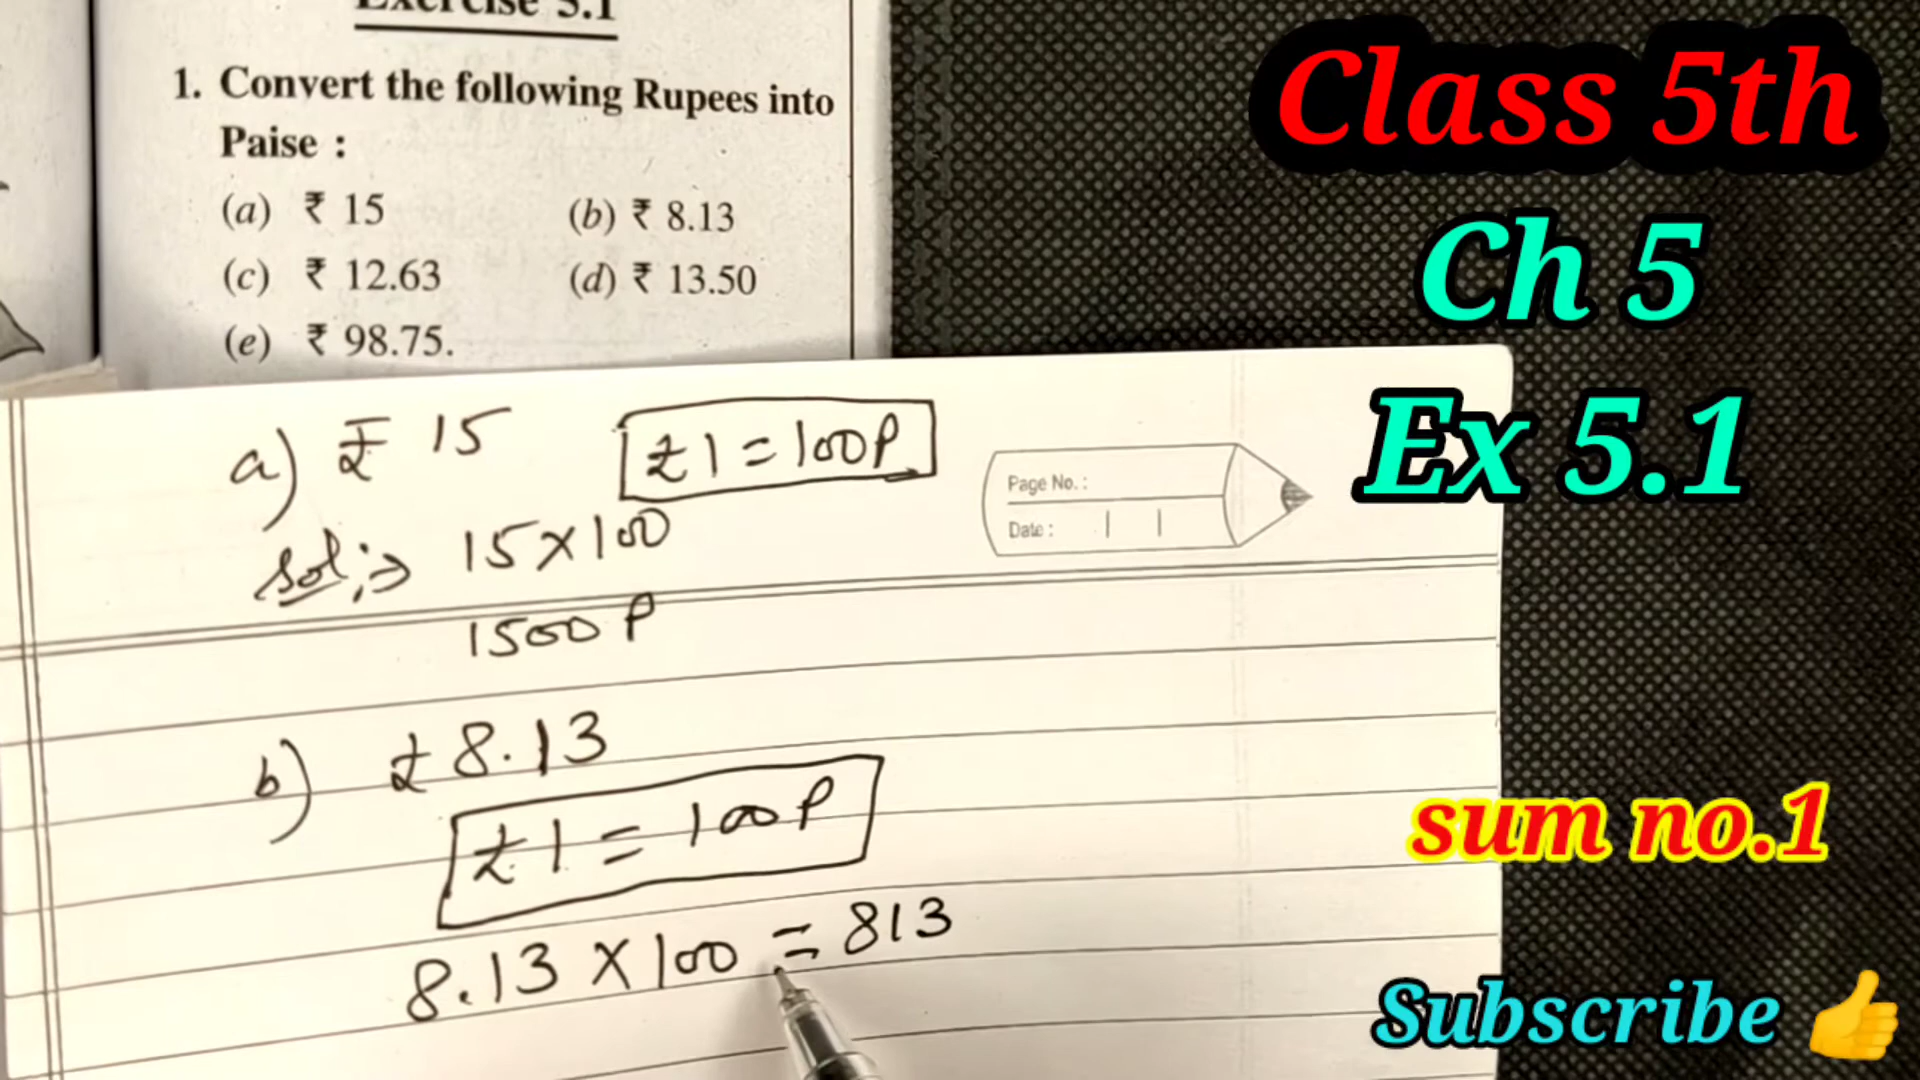 Exercise 5.1
1. Convert the following Rupees into
Paise :
(a) ₹ 15 (b) ₹ 8.13
(c) ₹ 12.63 (d) ₹ 13.50
(e) ₹ 98.75.
a) ₹ 15 ₹1 = 100P
Sol;⇒ 15×100
1500 P
b) ₹8.13
₹1 = 100P
8.13 × 100 = 813
Page No. :
Date :
Class 5th
Ch 5
Ex 5.1
sum no.1
Subscribe 👍